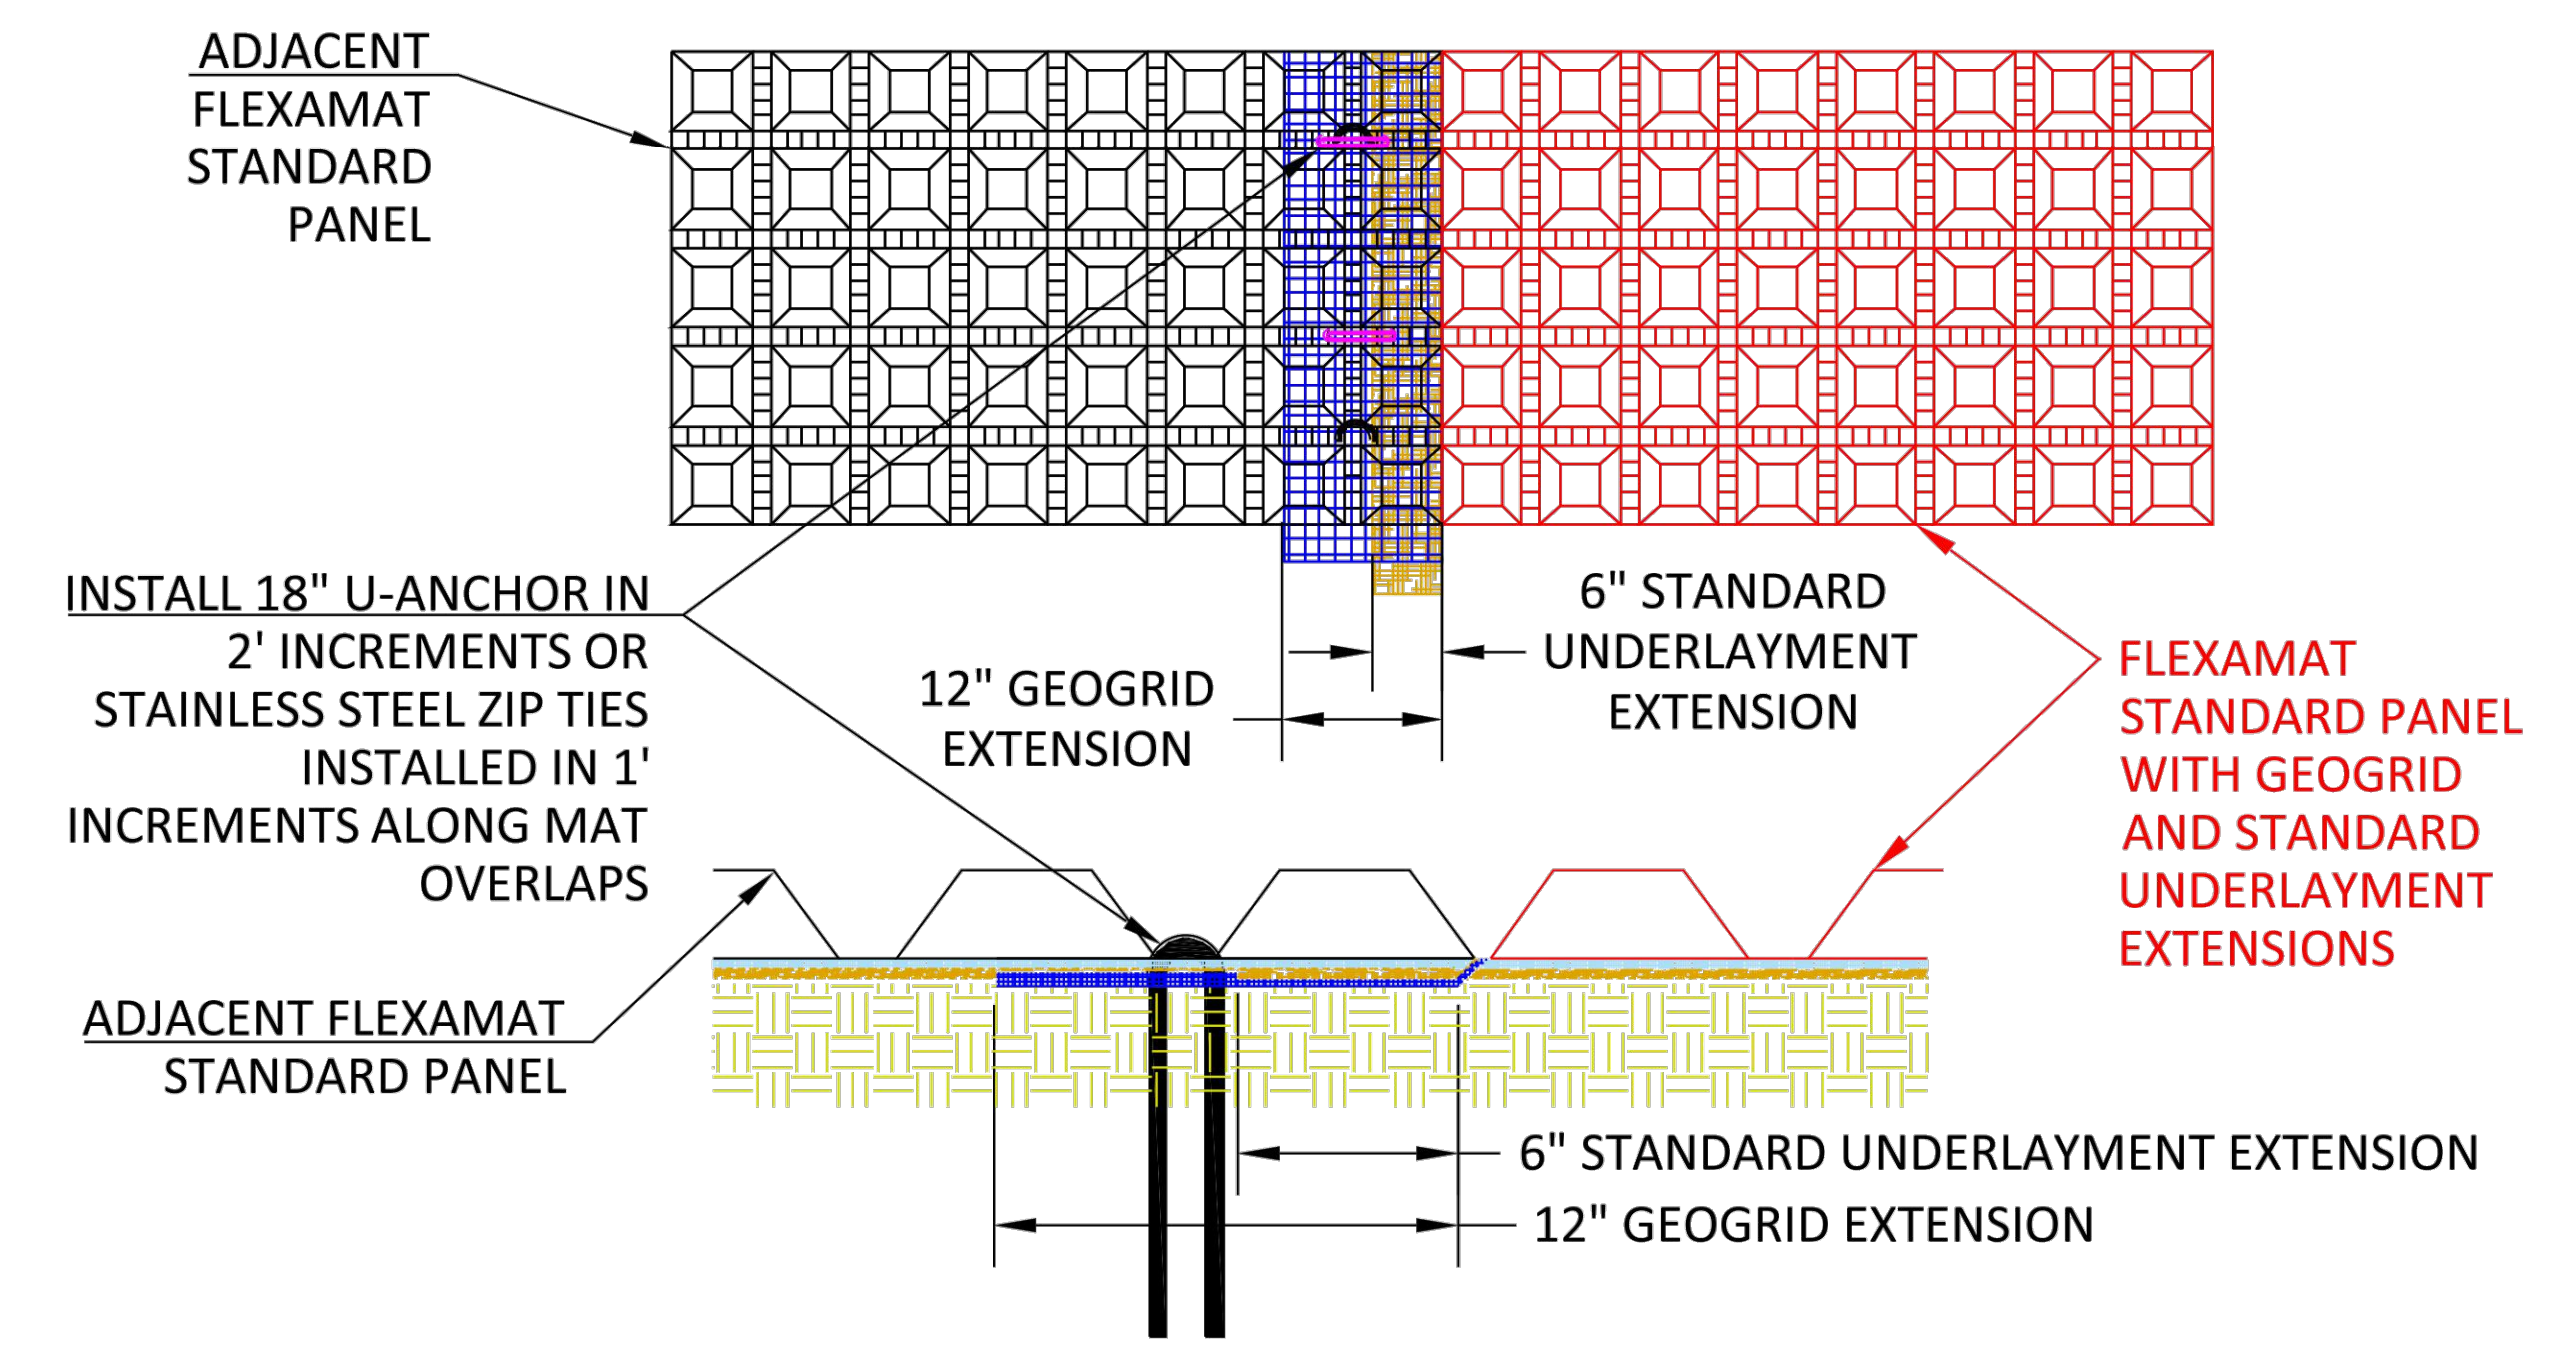 ADJACENT
FLEXAMAT
STANDARD
PANEL
INSTALL 18" U-ANCHOR IN
2' INCREMENTS OR
STAINLESS STEEL ZIP TIES
INSTALLED IN 1'
INCREMENTS ALONG MAT
OVERLAPS
12" GEOGRID
EXTENSION
6" STANDARD
UNDERLAYMENT
EXTENSION
FLEXAMAT
STANDARD PANEL
WITH GEOGRID
AND STANDARD
UNDERLAYMENT
EXTENSIONS
ADJACENT FLEXAMAT
STANDARD PANEL
6" STANDARD UNDERLAYMENT EXTENSION
12" GEOGRID EXTENSION